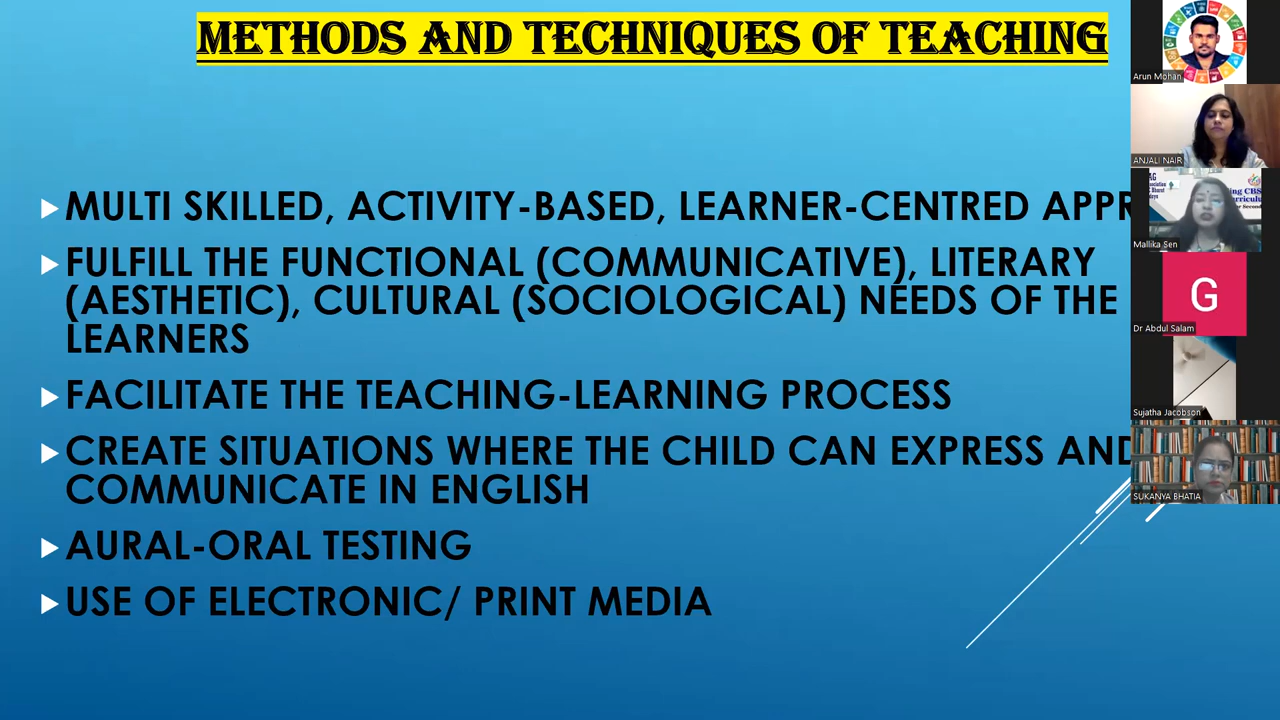 METHODS AND TECHNIQUES OF TEACHING
MULTI SKILLED, ACTIVITY-BASED, LEARNER-CENTRED
FULFILL THE FUNCTIONAL (COMMUNICATIVE), LITERARY
(AESTHETIC), CULTURAL (SOCIOLOGICAL) NEEDS OF THE
LEARNERS
FACILITATE THE TEACHING-LEARNING PROCESS
CREATE SITUATIONS WHERE THE CHILD CAN EXPRESS AND
COMMUNICATE IN ENGLISH
AURAL-ORAL TESTING
USE OF ELECTRONIC/ PRINT MEDIA
Arun Mohan
ANJALI NAIR
Mallika Sen
G
Dr Abdul Salam
Sujatha Jacobson
SUKANYA BHATIA